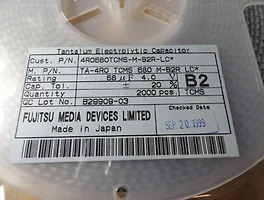 Tantalum Electrolytic Capacitor
Cust. P/N. 4R0680TCMS-M-B2R-LC*
M. P/N. TA-4R0 TCMS 680 M-B2R LC*
Rating 68 μF 4.0 V
Cap. Tol. ± 20 %
B2
Quantity 2000 pcs.
TCMS
QC Lot No. 829909-03
FUJITSU MEDIA DEVICES LIMITED
Made in Japan
Checked Date
SEP. 20. 1999